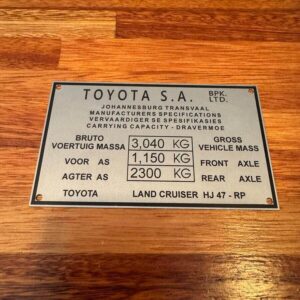 TOYOTA S.A. BPK. LTD.
JOHANNESBURG TRANSVAAL
MANUFACTURERS SPECIFICATIONS
VERVAARDIGER SE SPESIFIKASIES
CARRYING CAPACITY - DRAVERMOE
BRUTO VOERTUIG MASSA 3,040 KG GROSS VEHICLE MASS
VOOR AS 1,150 KG FRONT AXLE
AGTER AS 2300 KG REAR AXLE
TOYOTA LAND CRUISER HJ 47 - RP